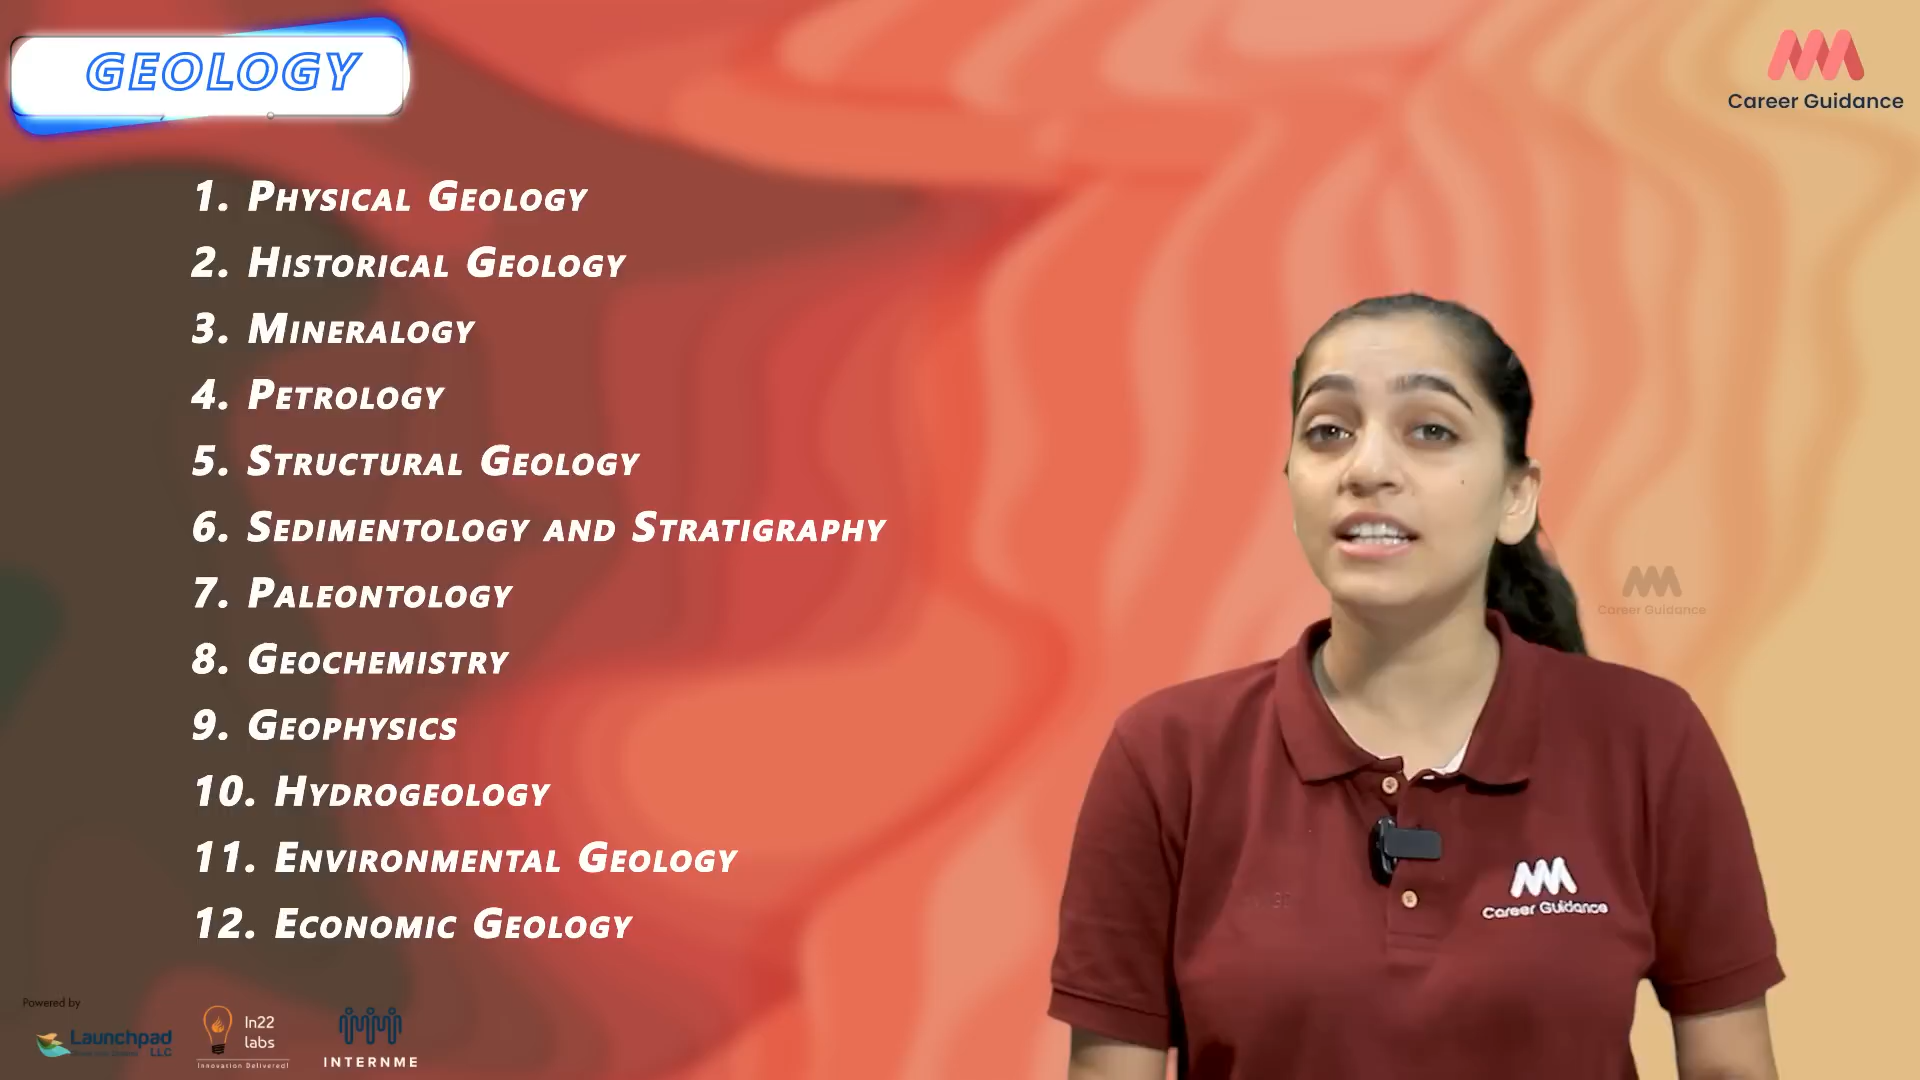 GEOLOGY
Career Guidance
1. Physical Geology
2. Historical Geology
3. Mineralogy
4. Petrology
5. Structural Geology
6. Sedimentology and Stratigraphy
7. Paleontology
8. Geochemistry
9. Geophysics
10. Hydrogeology
11. Environmental Geology
12. Economic Geology
Career Guidance
Career Guidance
Powered by
Launchpad
LLC
In22
labs
Innovation Delivered!
INTERNME